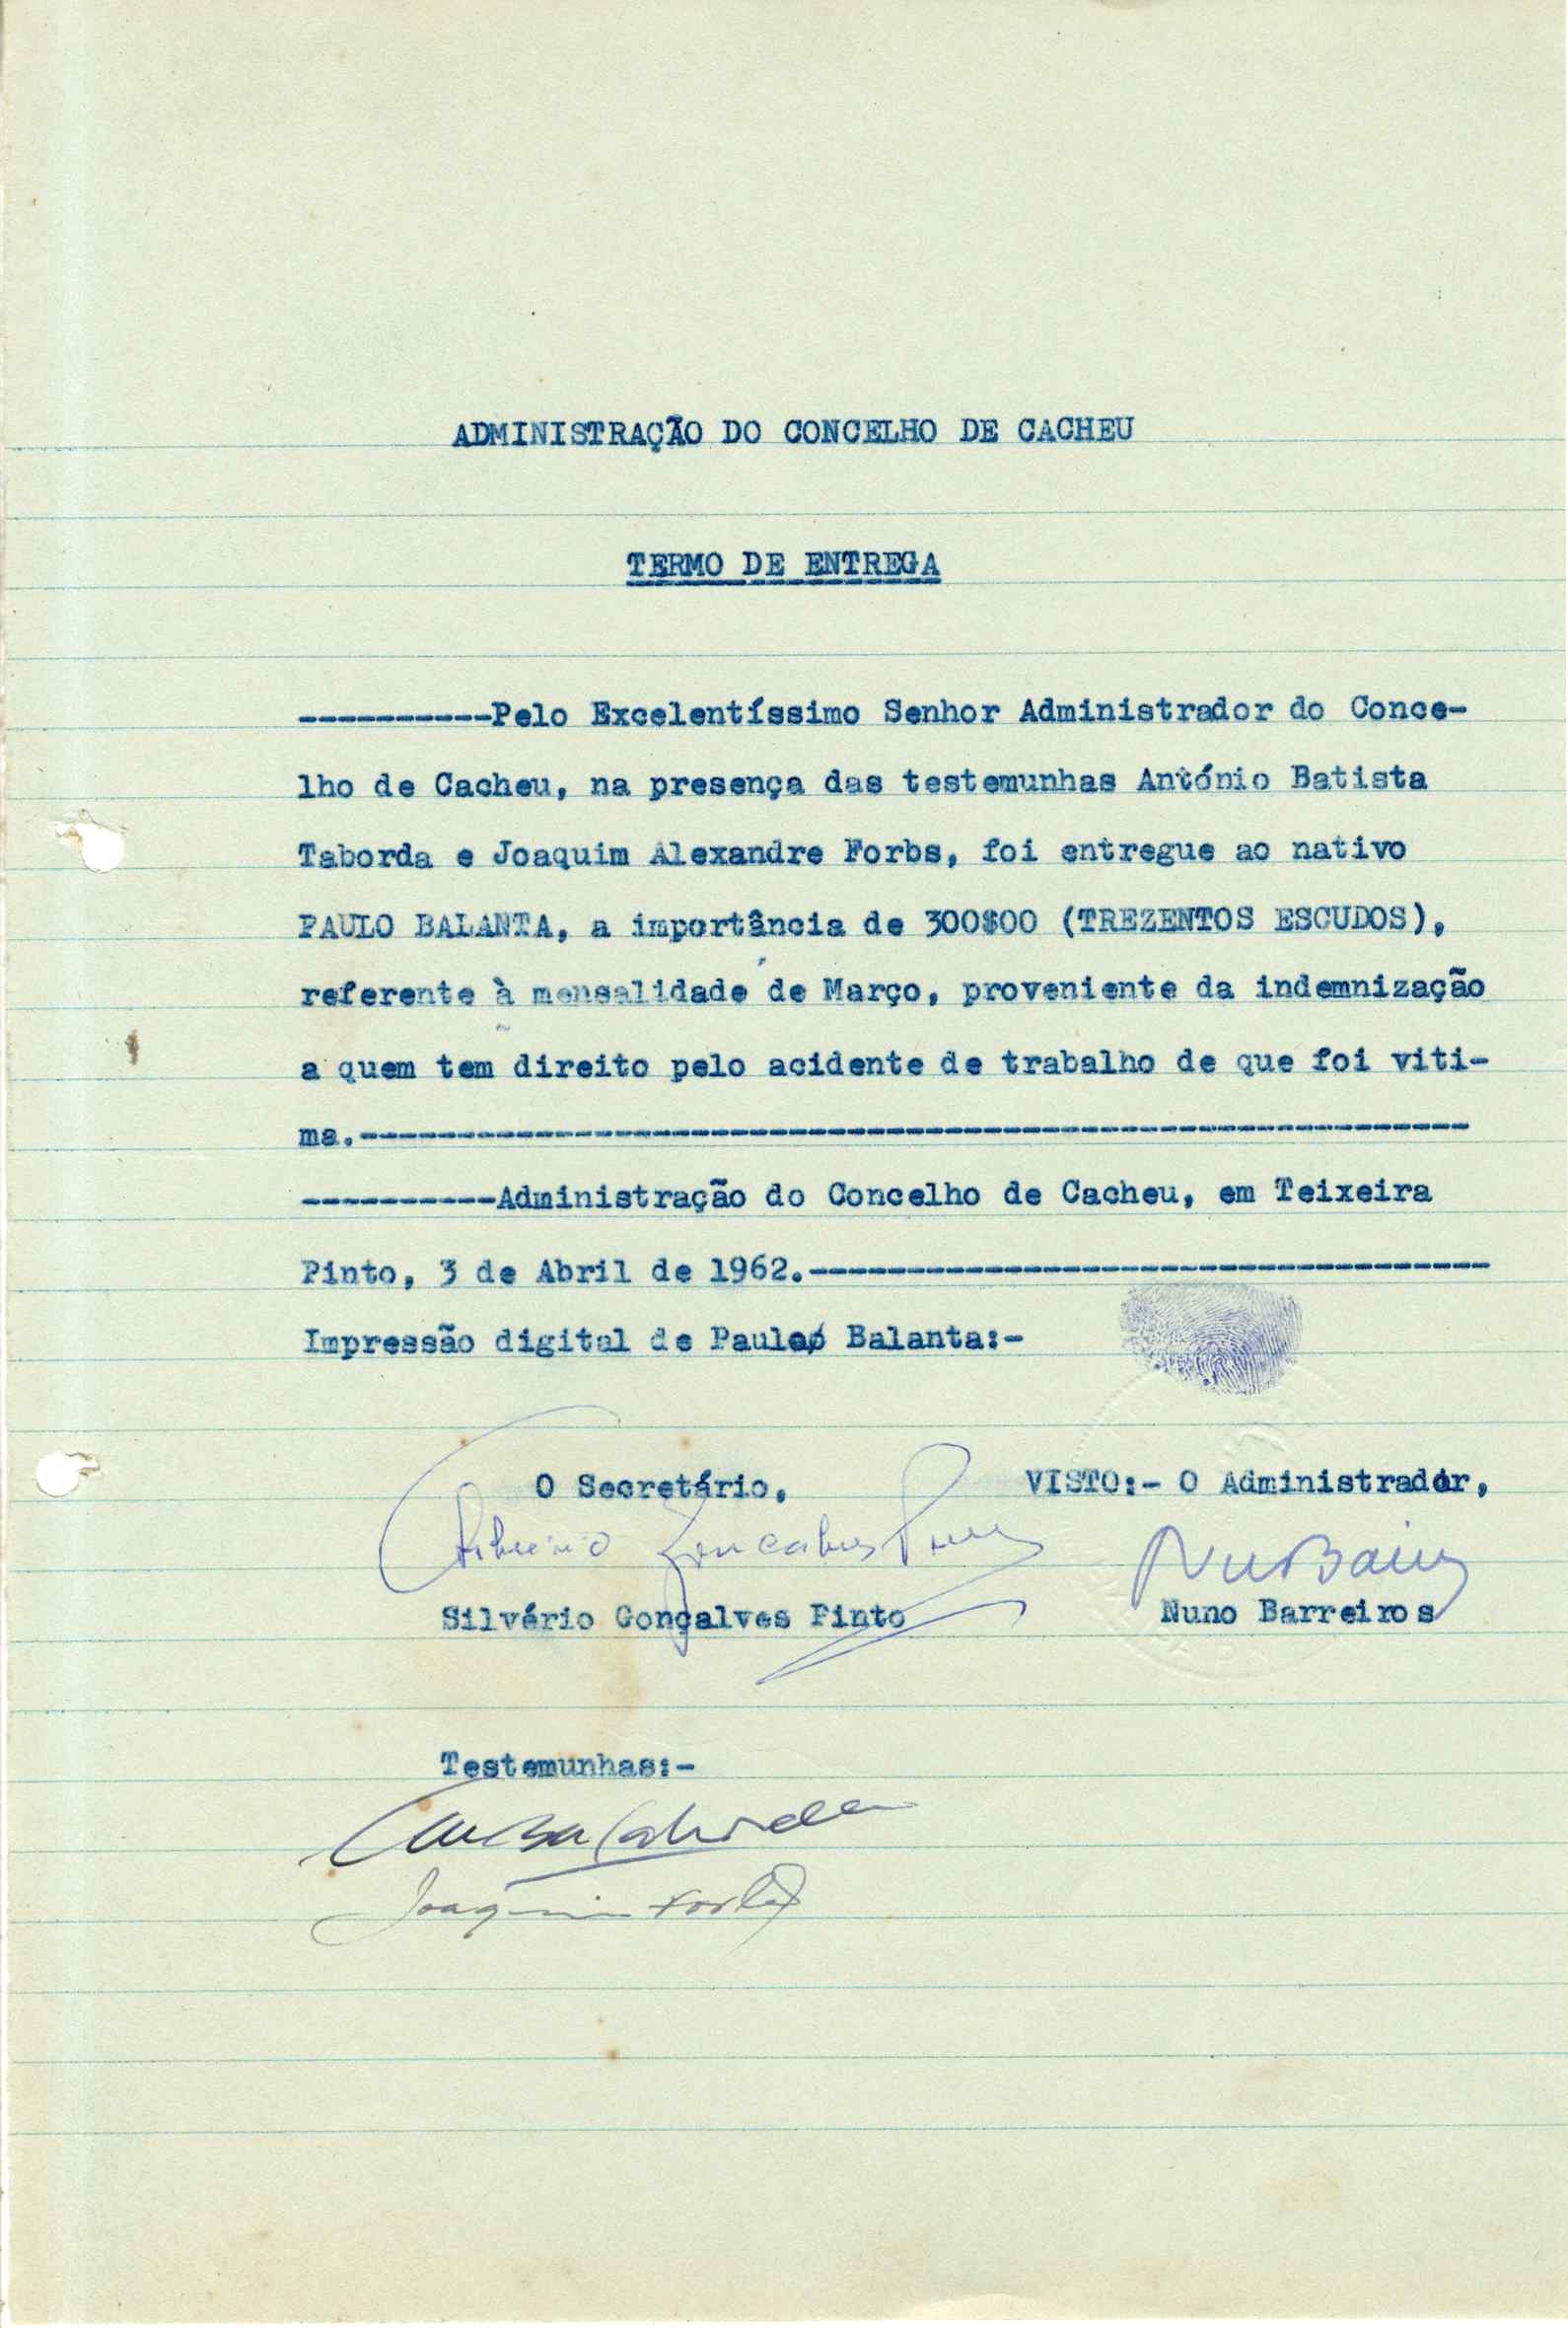 ADMINISTRAÇÃO DO CONCELHO DE CACHEU
TERMO DE ENTREGA
----------Pelo Excelentíssimo Senhor Administrador do Conce-
lho de Cacheu, na presença das testemunhas António Batista
Taborda e Joaquim Alexandre Forbs, foi entregue ao nativo
PAULO BALANTA, a importância de 300$00 (TREZENTOS ESCUDOS),
referente à mensalidade de Março, proveniente da indemnização
a quem tem direito pelo acidente de trabalho de que foi viti-
ma.----------------------------------------------------------
----------Administração do Concelho de Cacheu, em Teixeira
Pinto, 3 de Abril de 1962.-----------------------------------
Impressão digital de Paulo Balanta:-
O Secretário, VISTO:- O Administrador,
Silvério Gonçalves Pinto Nuno Barreiros
Testemunhas:-
Joaquim Forbs